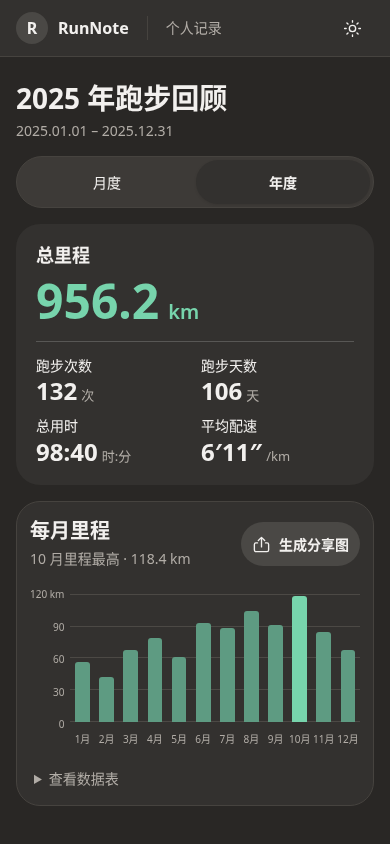 R RunNote 个人记录
2025 年跑步回顾
2025.01.01 – 2025.12.31
月度 年度
总里程
956.2 km
跑步次数 跑步天数
132 次 106 天
总用时 平均配速
98:40 时:分 6′11″ /km
每月里程
10 月里程最高 · 118.4 km
生成分享图
120 km
90
60
30
0
1月 2月 3月 4月 5月 6月 7月 8月 9月 10月 11月 12月
▶ 查看数据表